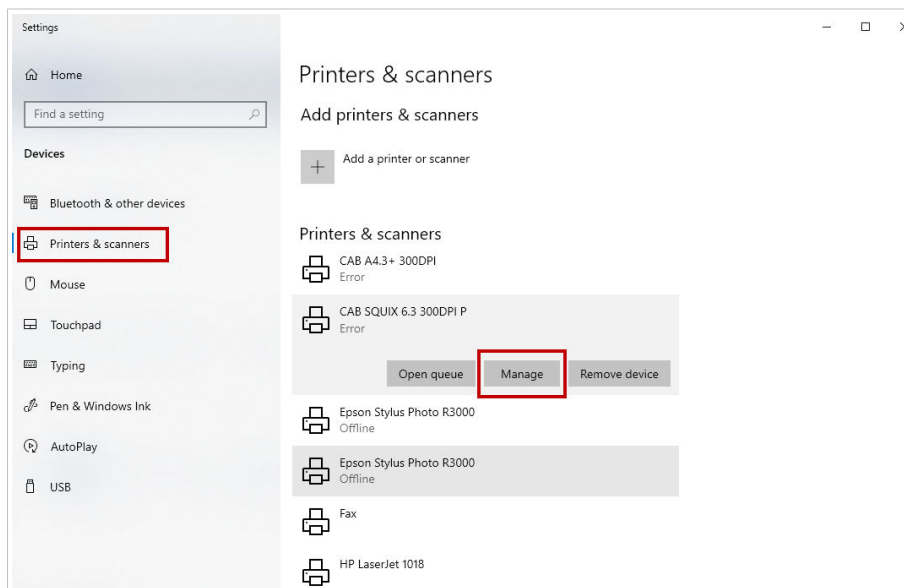 Settings
Home
Find a setting
Devices
Bluetooth & other devices
Printers & scanners
Mouse
Touchpad
Typing
Pen & Windows Ink
AutoPlay
USB
Printers & scanners
Add printers & scanners
Add a printer or scanner
Printers & scanners
CAB A4.3+ 300DPI
Error
CAB SQUIX 6.3 300DPI P
Error
Open queue Manage Remove device
Epson Stylus Photo R3000
Offline
Epson Stylus Photo R3000
Offline
Fax
HP LaserJet 1018